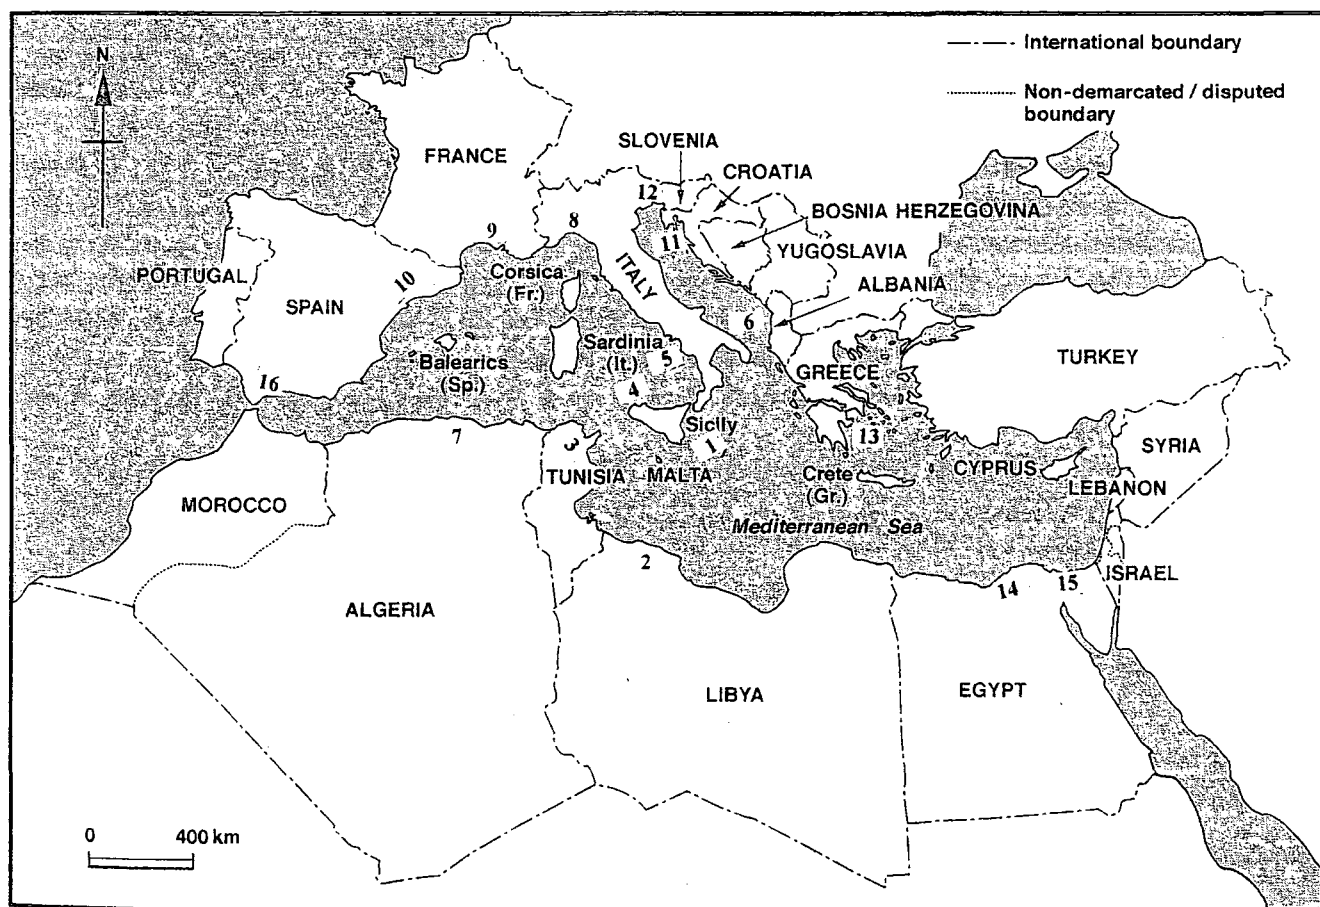 N
International boundary
Non-demarcated / disputed
boundary
SLOVENIA
FRANCE
CROATIA
12
BOSNIA HERZEGOVINA
9
8
11
YUGOSLAVIA
PORTUGAL
10
Corsica
(Fr.)
ITALY
ALBANIA
SPAIN
6
Sardinia
(It.)
5
TURKEY
Balearics
(Sp.)
GREECE
16
4
7
3
Sicily
1
13
SYRIA
TUNISIA
MALTA
Crete
(Gr.)
CYPRUS
LEBANON
MOROCCO
Mediterranean Sea
2
14
15
ISRAEL
ALGERIA
LIBYA
EGYPT
0
400 km